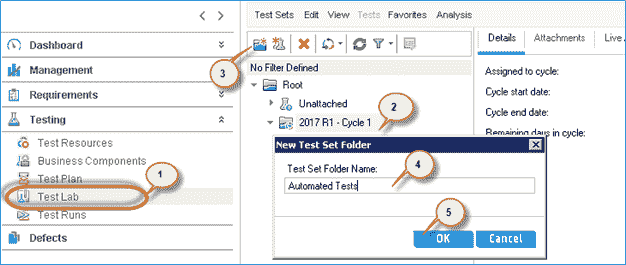 Test Sets Edit View Tests Favorites Analysis
Dashboard
Management
Requirements
Testing
Test Resources
Business Components
Test Plan
Test Lab
Test Runs
Defects
1
3
No Filter Defined
Root
Unattached
2017 R1 - Cycle 1
2
New Test Set Folder
Test Set Folder Name:
4
Automated Tests
5
OK Cancel
Details Attachments Live
Assigned to cycle:
Cycle start date:
Cycle end date:
Remaining days in cycle: